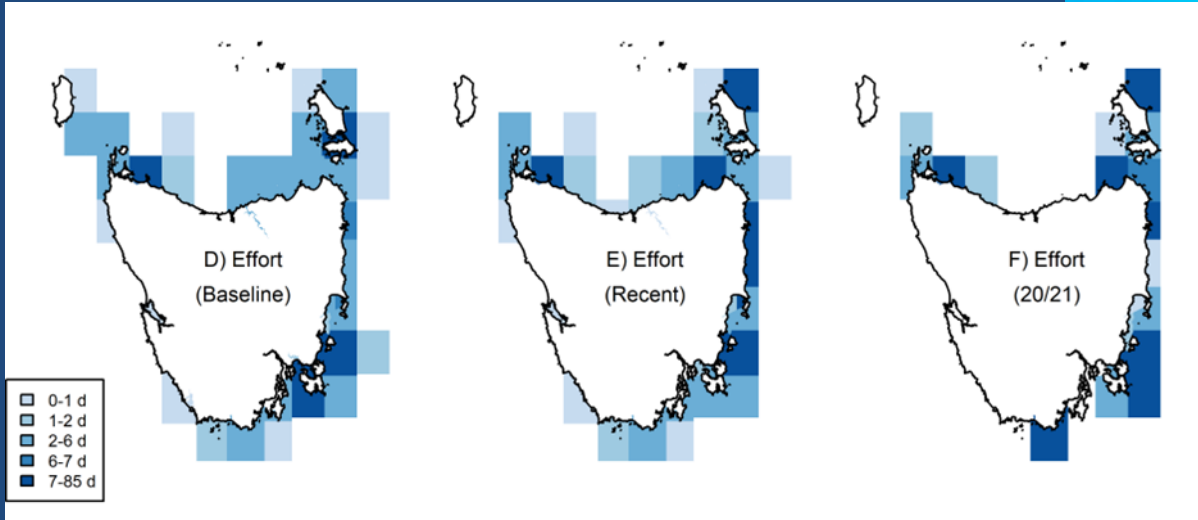 D) Effort
(Baseline)
E) Effort
(Recent)
F) Effort
(20/21)
0-1 d
1-2 d
2-6 d
6-7 d
7-85 d